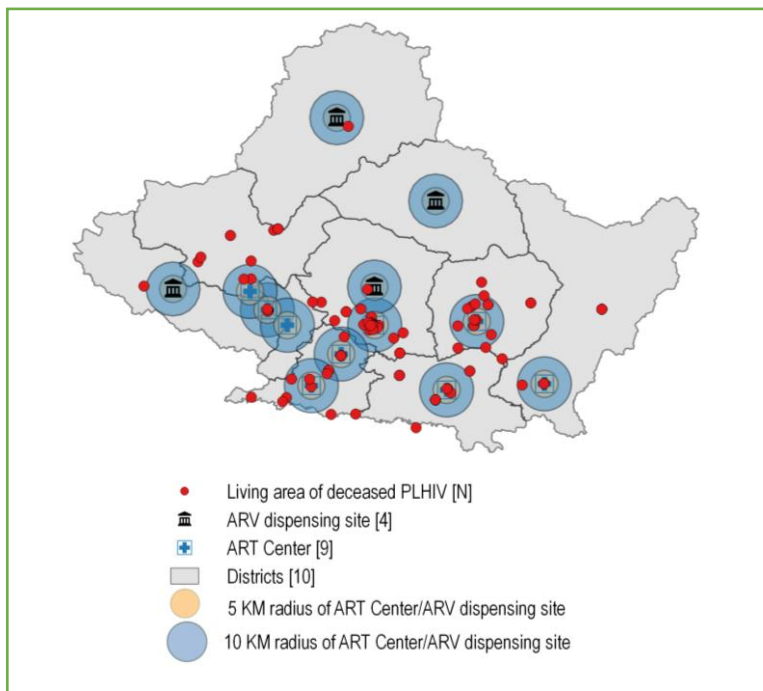 Living area of deceased PLHIV [N]
ARV dispensing site [4]
ART Center [9]
Districts [10]
5 KM radius of ART Center/ARV dispensing site
10 KM radius of ART Center/ARV dispensing site